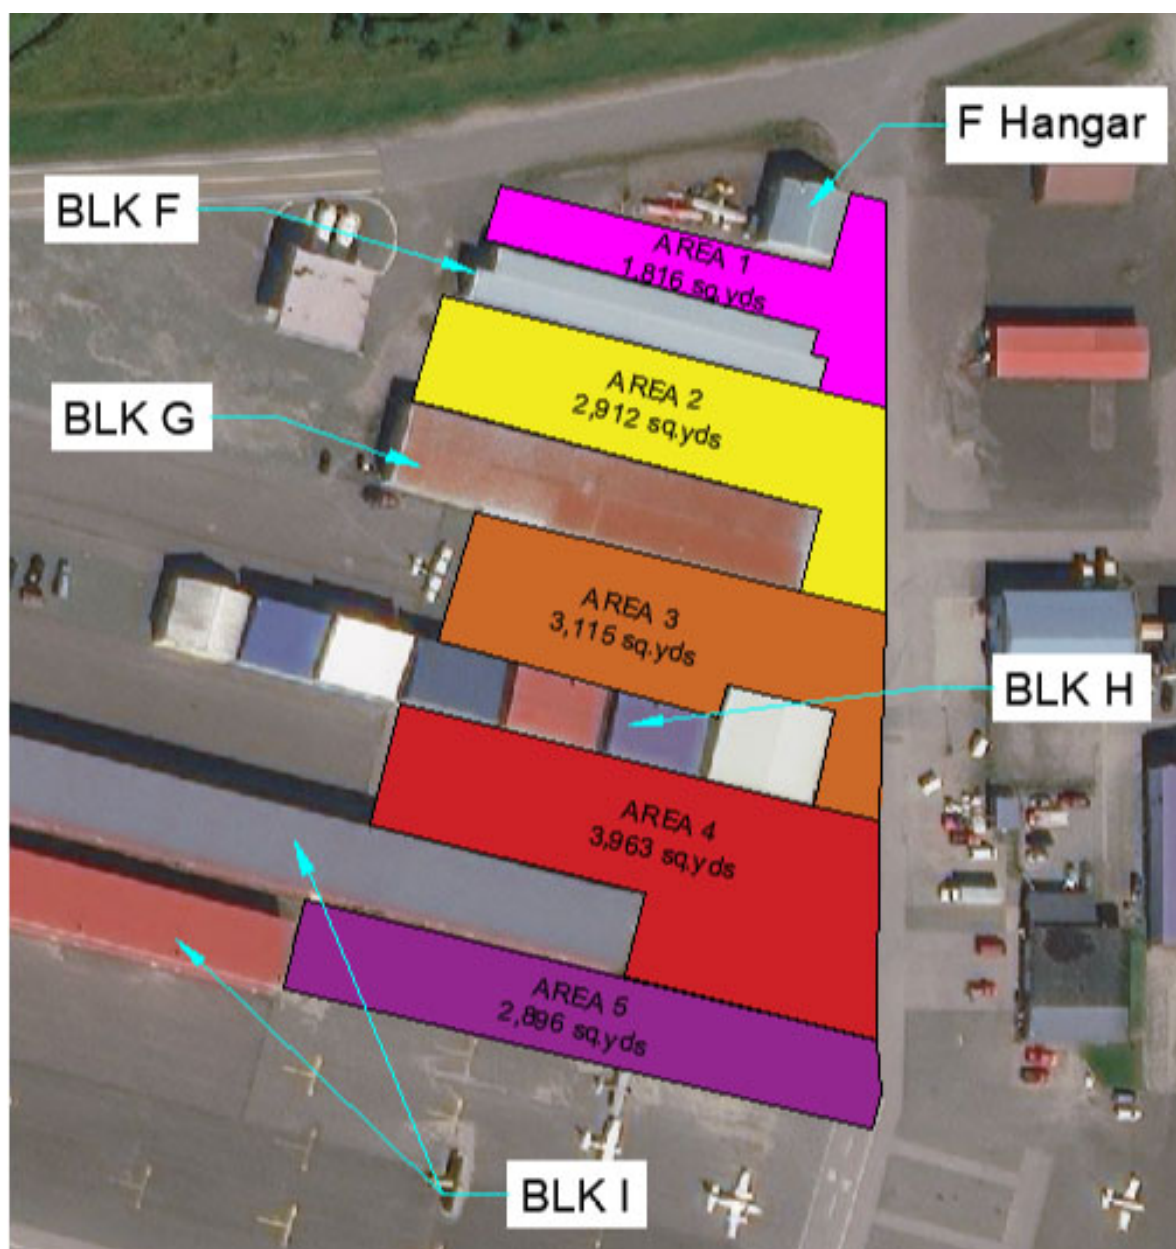 F Hangar
BLK F
AREA 1
1,816 sq.yds
AREA 2
2,912 sq.yds
BLK G
AREA 3
3,115 sq.yds
BLK H
AREA 4
3,963 sq.yds
AREA 5
2,896 sq.yds
BLK I